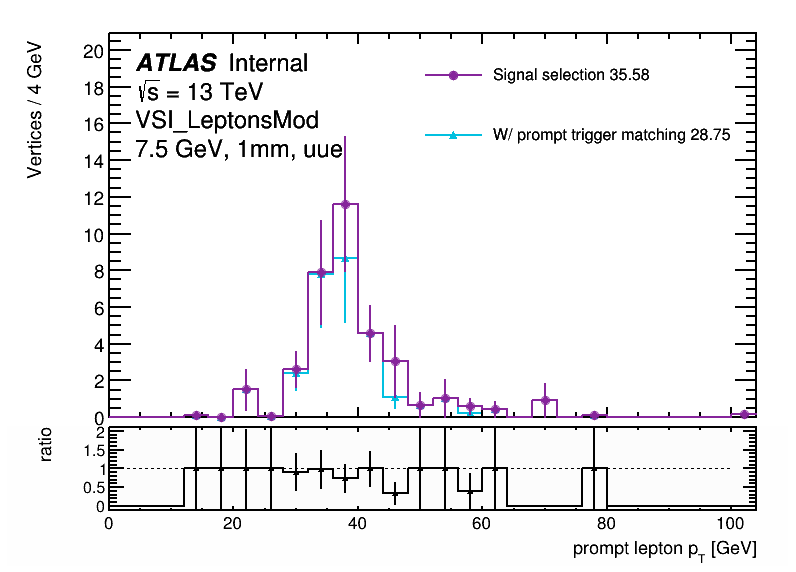 ATLAS Internal
√s = 13 TeV
VSI_LeptonsMod
7.5 GeV, 1mm, uue
Signal selection 35.58
W/ prompt trigger matching 28.75
Vertices / 4 GeV
20
18
16
14
12
10
8
6
4
2
0
ratio
2
1.5
1
0.5
0
0 20 40 60 80 100
prompt lepton p_T [GeV]